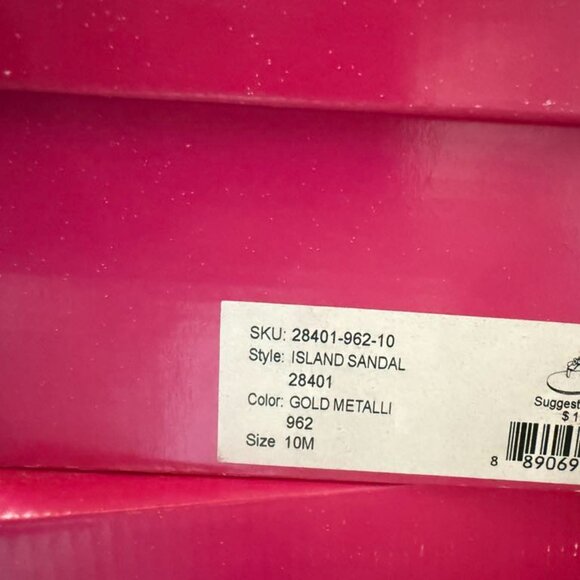 SKU: 28401-962-10
Style: ISLAND SANDAL
28401
Color: GOLD METALLI
962
Size 10M
Suggest
$ 1
8 89069